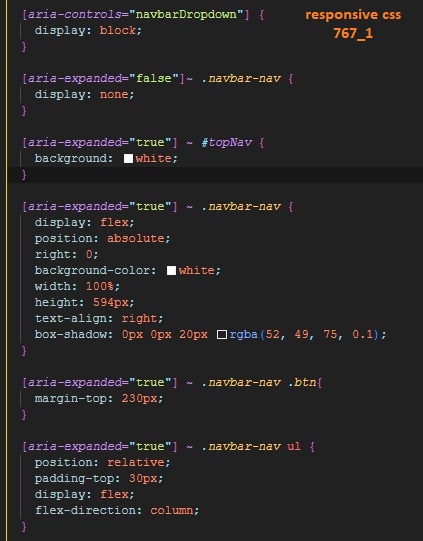 [aria-controls="navbarDropdown"] {
display: block;
}
responsive css
767_1
[aria-expanded="false"]~ .navbar-nav {
display: none;
}
[aria-expanded="true"] ~ #topNav {
background: white;
}
[aria-expanded="true"] ~ .navbar-nav {
display: flex;
position: absolute;
right: 0;
background-color: white;
width: 100%;
height: 594px;
text-align: right;
box-shadow: 0px 0px 20px rgba(52, 49, 75, 0.1);
}
[aria-expanded="true"] ~ .navbar-nav .btn{
margin-top: 230px;
}
[aria-expanded="true"] ~ .navbar-nav ul {
position: relative;
padding-top: 30px;
display: flex;
flex-direction: column;
}